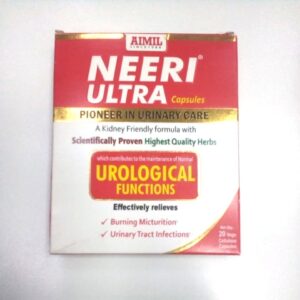 AIMIL
NEERI®
ULTRA Capsules
PIONEER IN URINARY CARE
A Kidney Friendly formula with
Scientifically Proven Highest Quality Herbs
which contributes to the maintenance of Normal
UROLOGICAL
FUNCTIONS
Effectively relieves
✓ Burning Micturition
✓ Urinary Tract Infections
20 Vege.
Cellulose
Capsules